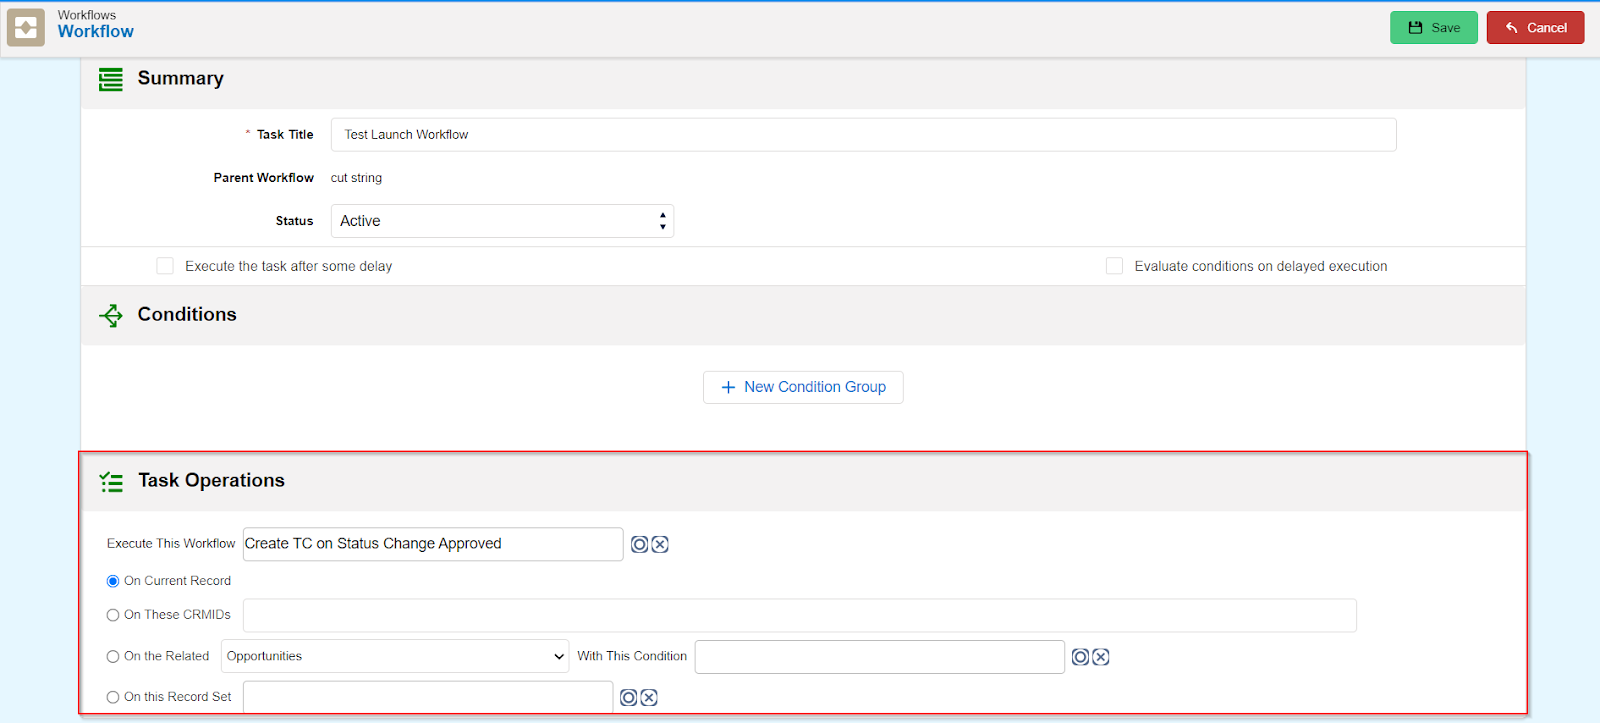 Workflows
Workflow
Save
Cancel
Summary
* Task Title
Test Launch Workflow
Parent Workflow
cut string
Status
Active
Execute the task after some delay
Evaluate conditions on delayed execution
Conditions
+ New Condition Group
Task Operations
Execute This Workflow
Create TC on Status Change Approved
On Current Record
On These CRMIDs
On the Related
Opportunities
With This Condition
On this Record Set